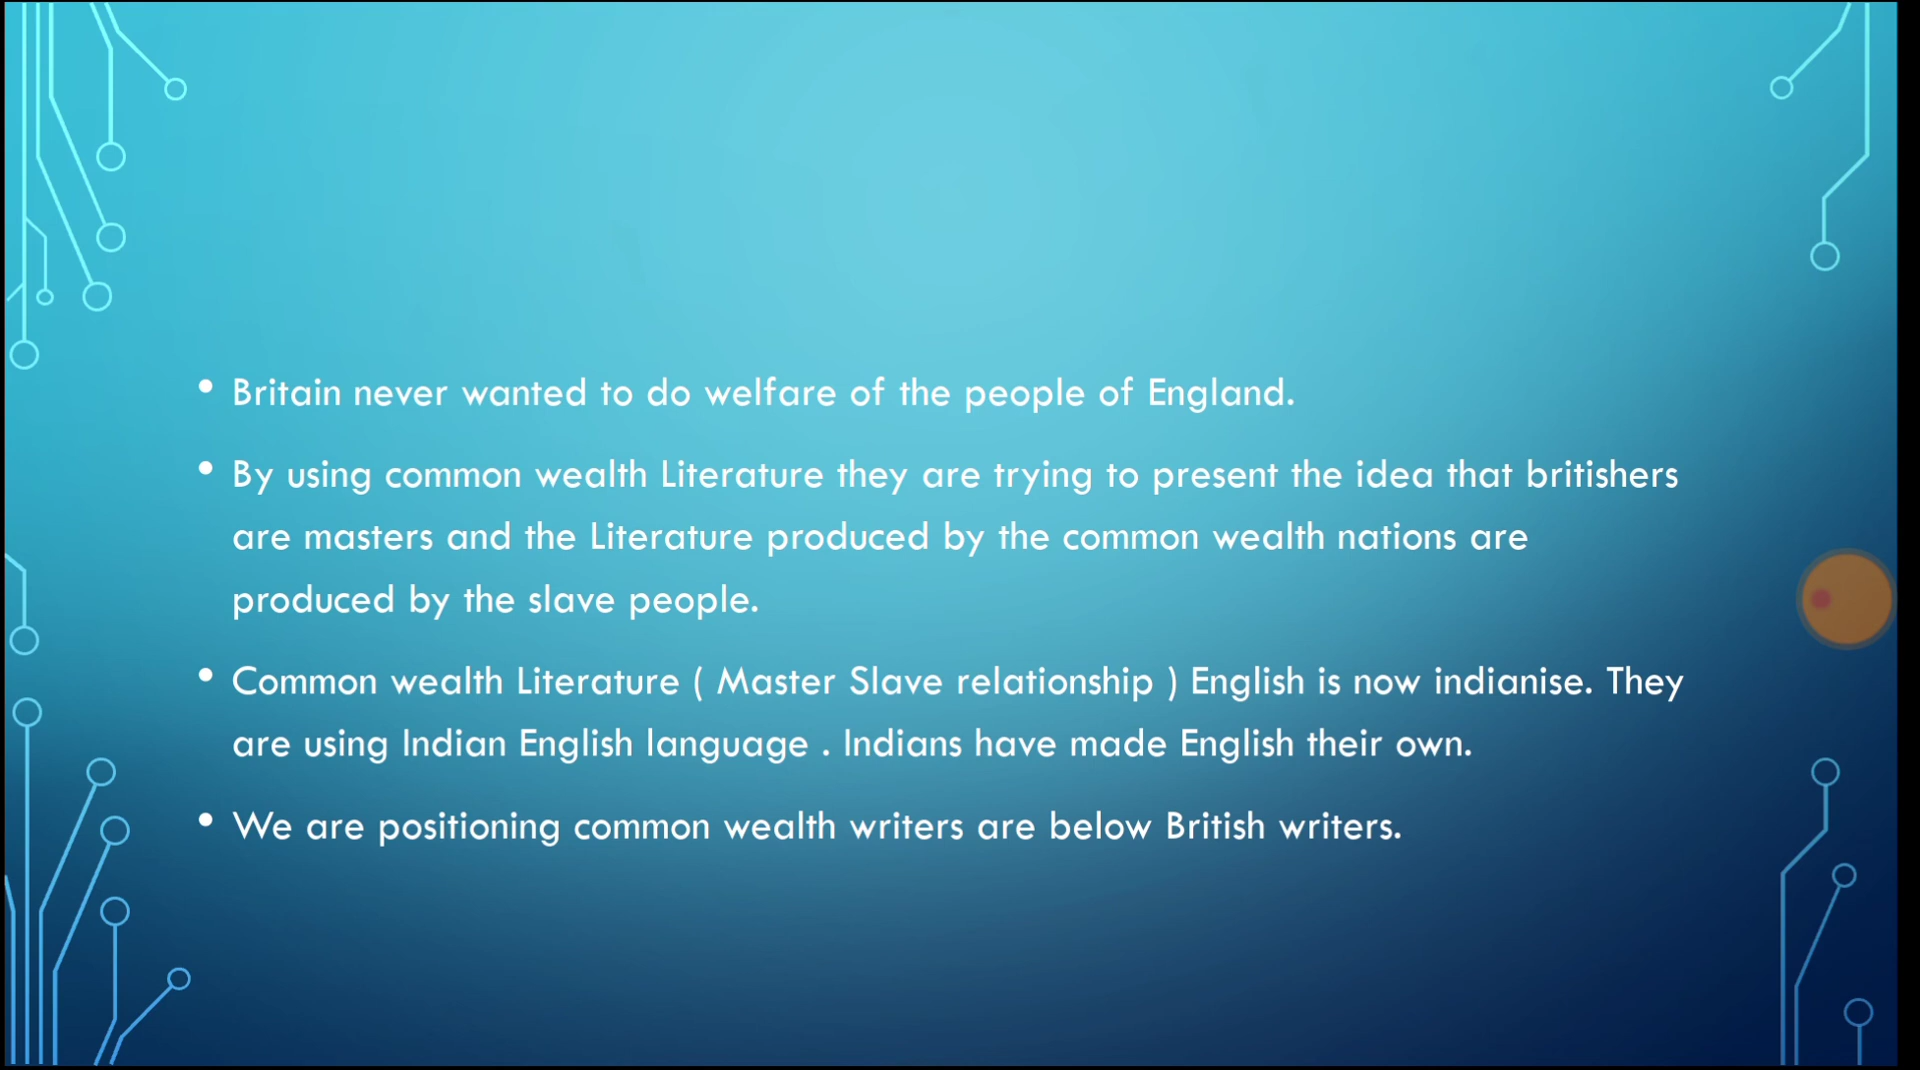 • Britain never wanted to do welfare of the people of England.
• By using common wealth Literature they are trying to present the idea that britishers
are masters and the Literature produced by the common wealth nations are
produced by the slave people.
• Common wealth Literature ( Master Slave relationship ) English is now indianise. They
are using Indian English language . Indians have made English their own.
• We are positioning common wealth writers are below British writers.